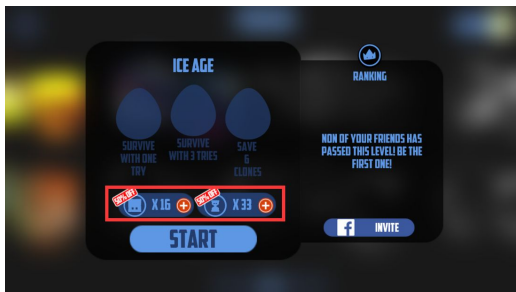 ICE AGE
SURVIVE
WITH ONE
TRY
SURVIVE
WITH 3 TRIES
SAVE
6
CLONES
50% OFF!
X 16
50% OFF!
X 33
START
RANKING
NON OF YOUR FRIENDS HAS
PASSED THIS LEVEL! BE THE
FIRST ONE!
f INVITE